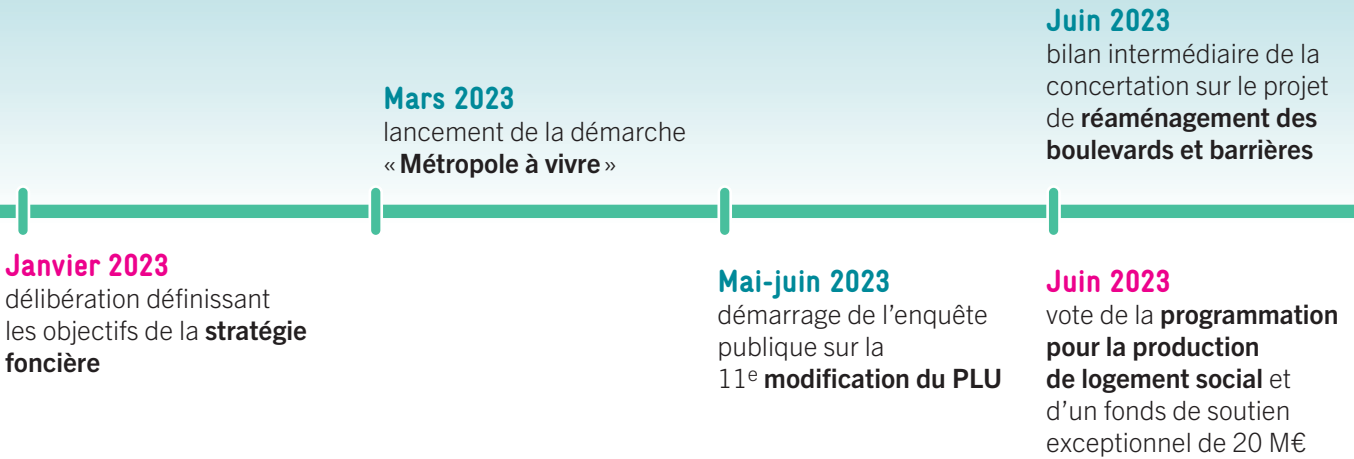 Janvier 2023
délibération définissant
les objectifs de la stratégie
foncière
Mars 2023
lancement de la démarche
« Métropole à vivre »
Mai-juin 2023
démarrage de l’enquête
publique sur la
11e modification du PLU
Juin 2023
bilan intermédiaire de la
concertation sur le projet
de réaménagement des
boulevards et barrières
Juin 2023
vote de la programmation
pour la production
de logement social et
d’un fonds de soutien
exceptionnel de 20 M€